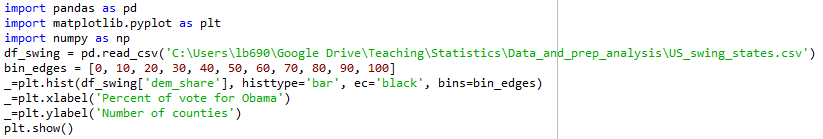 import pandas as pd
import matplotlib.pyplot as plt
import numpy as np
df_swing = pd.read_csv('C:\Users\lb690\Google Drive\Teaching\Statistics\Data_and_prep_analysis\US_swing_states.csv')
bin_edges = [0, 10, 20, 30, 40, 50, 60, 70, 80, 90, 100]
_=plt.hist(df_swing['dem_share'], histtype='bar', ec='black', bins=bin_edges)
_=plt.xlabel('Percent of vote for Obama')
_=plt.ylabel('Number of counties')
plt.show()